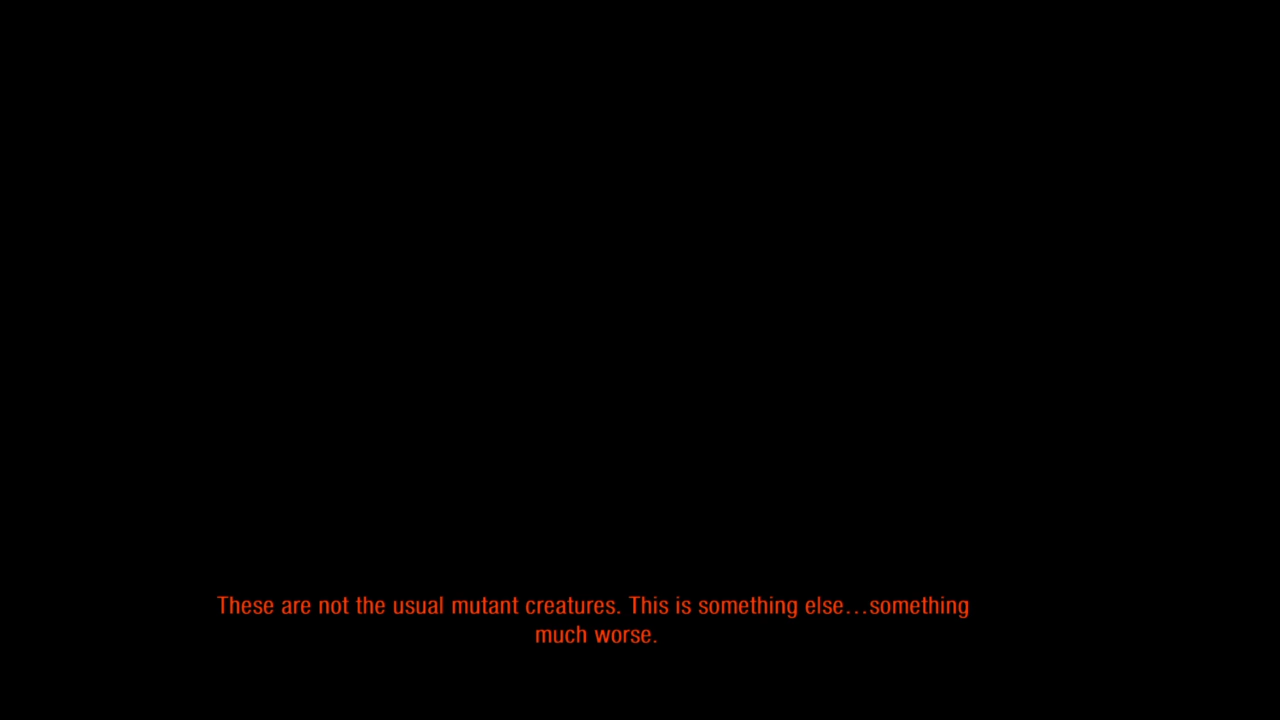 These are not the usual mutant creatures. This is something else…something
much worse.